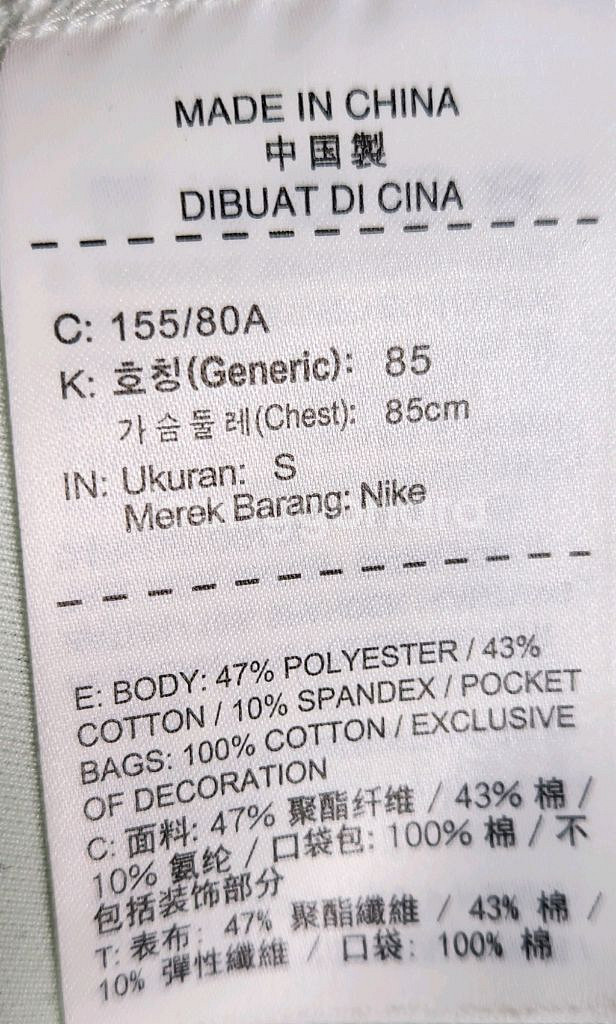 MADE IN CHINA
中国製
DIBUAT DI CINA
C: 155/80A
K: 호칭(Generic): 85
가슴둘레(Chest): 85cm
IN: Ukuran: S
Merek Barang: Nike
E: BODY: 47% POLYESTER / 43%
COTTON / 10% SPANDEX / POCKET
BAGS: 100% COTTON / EXCLUSIVE
OF DECORATION
C: 面料: 47% 聚酯纤维 / 43% 棉 /
10% 氨纶 / 口袋包: 100% 棉 / 不
包括装饰部分
T: 表布: 47% 聚酯纖維 / 43% 棉 /
10% 彈性纖維 / 口袋: 100% 棉